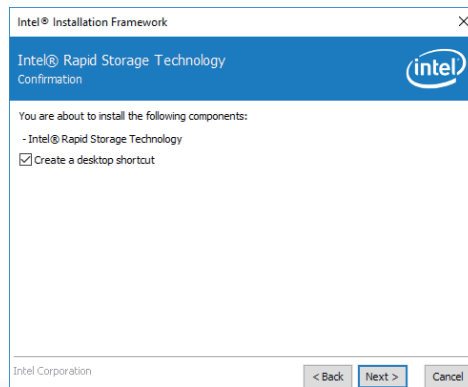 Intel® Installation Framework
Intel® Rapid Storage Technology
Confirmation
intel
You are about to install the following components:
- Intel® Rapid Storage Technology
Create a desktop shortcut
Intel Corporation
< Back
Next >
Cancel